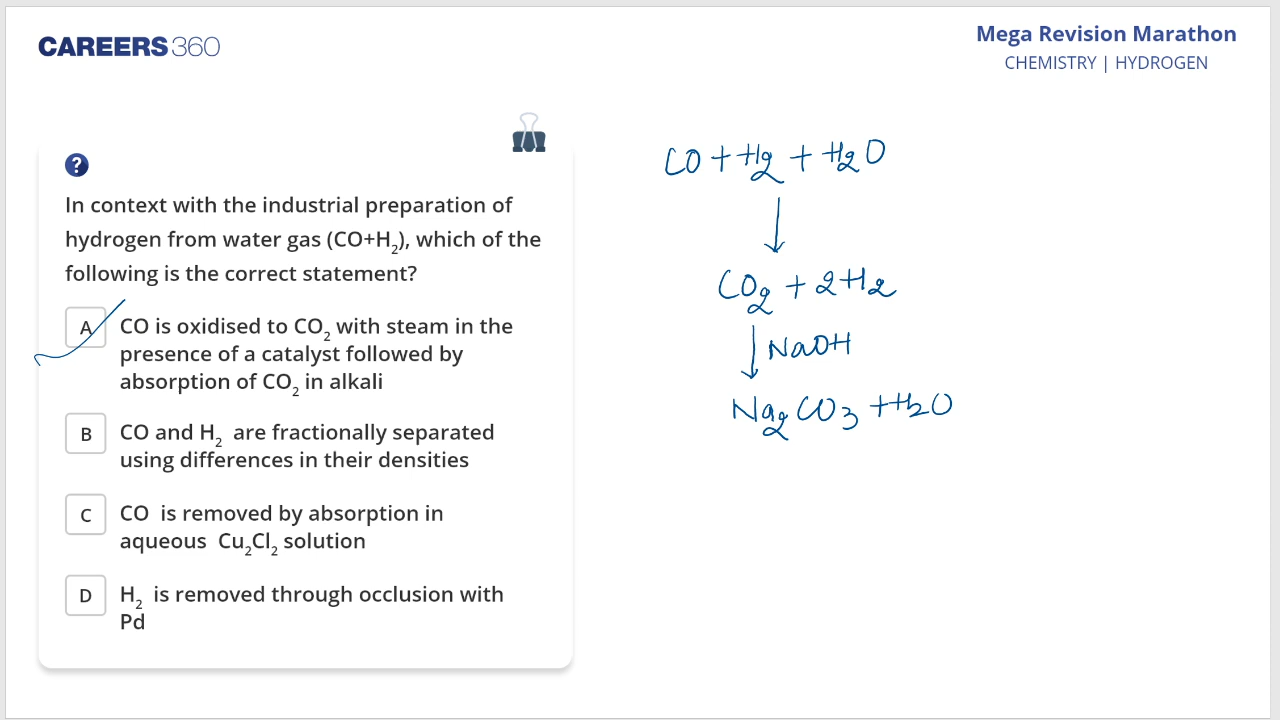 CAREERS360
Mega Revision Marathon
CHEMISTRY | HYDROGEN
?
In context with the industrial preparation of
hydrogen from water gas (CO+H₂), which of the
following is the correct statement?
A CO is oxidised to CO₂ with steam in the
presence of a catalyst followed by
absorption of CO₂ in alkali
B CO and H₂ are fractionally separated
using differences in their densities
C CO is removed by absorption in
aqueous Cu₂Cl₂ solution
D H₂ is removed through occlusion with
Pd
CO + H₂ + H₂O
↓
CO₂ + 2H₂
↓ NaOH
Na₂CO₃ + H₂O